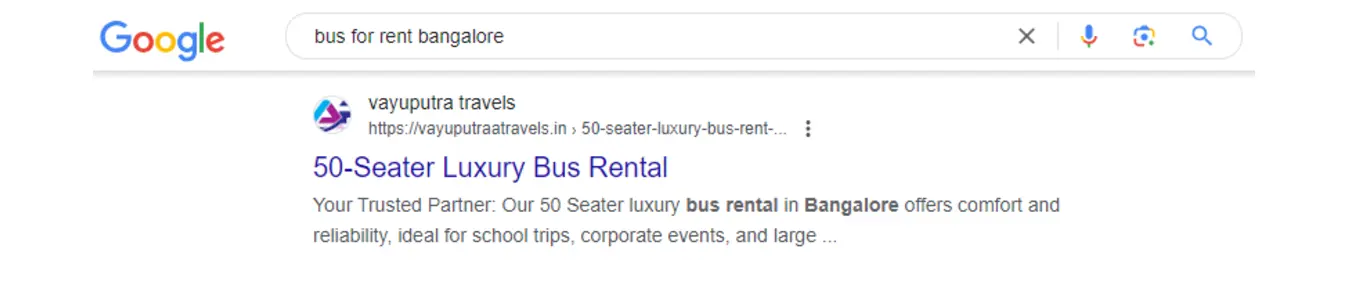 Google
bus for rent bangalore
vayuputra travels
https://vayuputraatravels.in › 50-seater-luxury-bus-rent-...
50-Seater Luxury Bus Rental
Your Trusted Partner: Our 50 Seater luxury bus rental in Bangalore offers comfort and
reliability, ideal for school trips, corporate events, and large ...